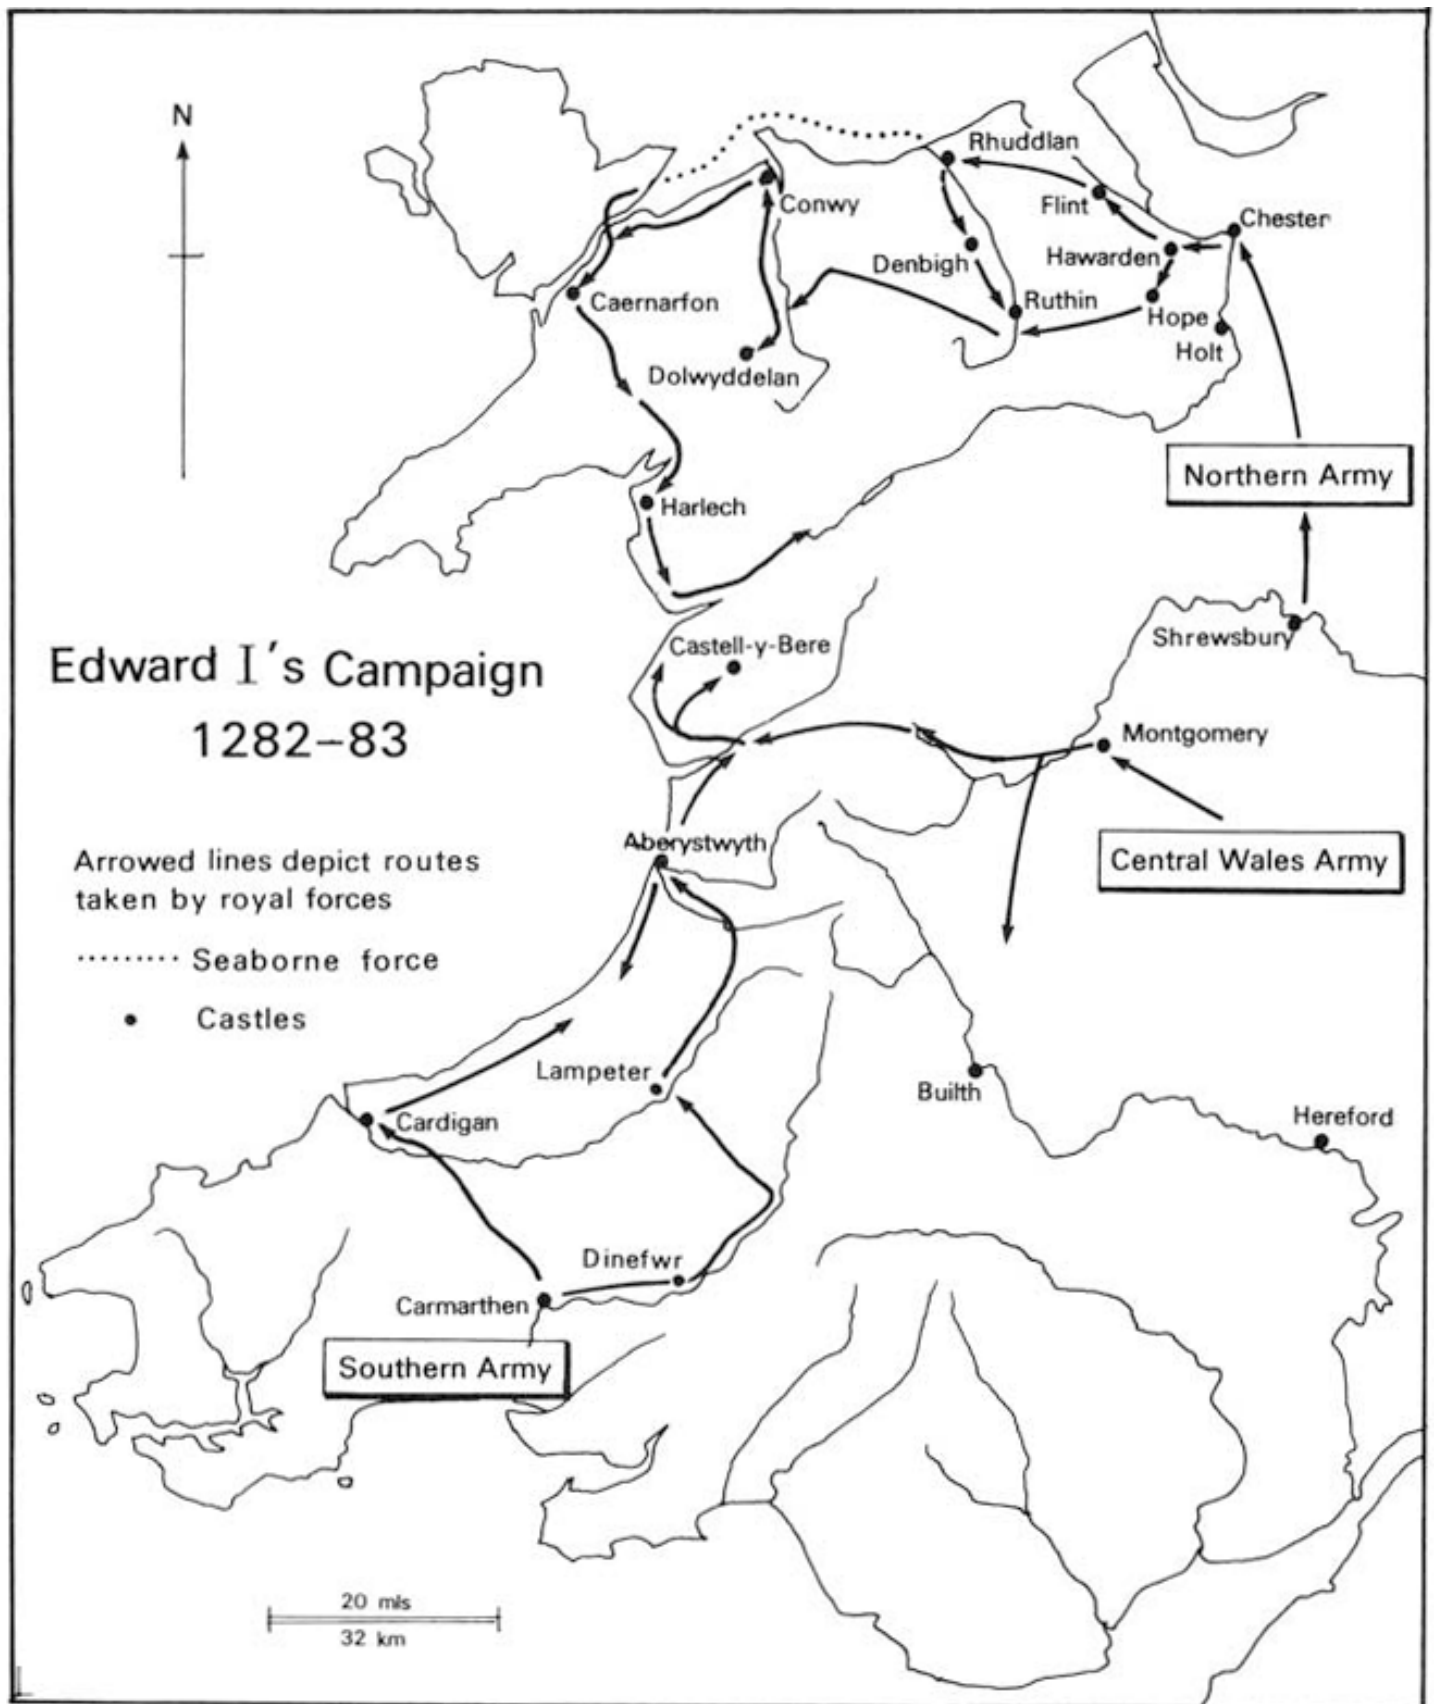 N
Rhuddlan
Conwy
Flint
Chester
Denbigh
Hawarden
Caernarfon
Ruthin
Hope
Holt
Dolwyddelan
Northern Army
Harlech
Shrewsbury
Castell-y-Bere
Edward I's Campaign
1282–83
Montgomery
Aberystwyth
Central Wales Army
Arrowed lines depict routes
taken by royal forces
Seaborne force
Castles
Lampeter
Builth
Cardigan
Hereford
Dinefwr
Carmarthen
Southern Army
20 mls
32 km